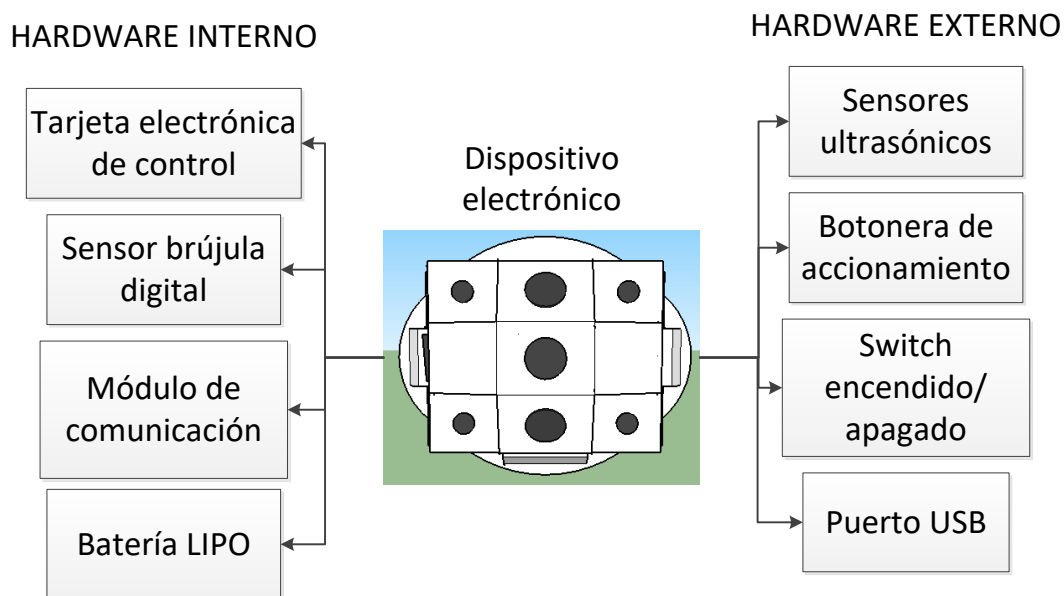 HARDWARE INTERNO
Tarjeta electrónica
de control
Sensor brújula
digital
Módulo de
comunicación
Batería LIPO
Dispositivo
electrónico
HARDWARE EXTERNO
Sensores
ultrasónicos
Botonera de
accionamiento
Switch
encendido/
apagado
Puerto USB